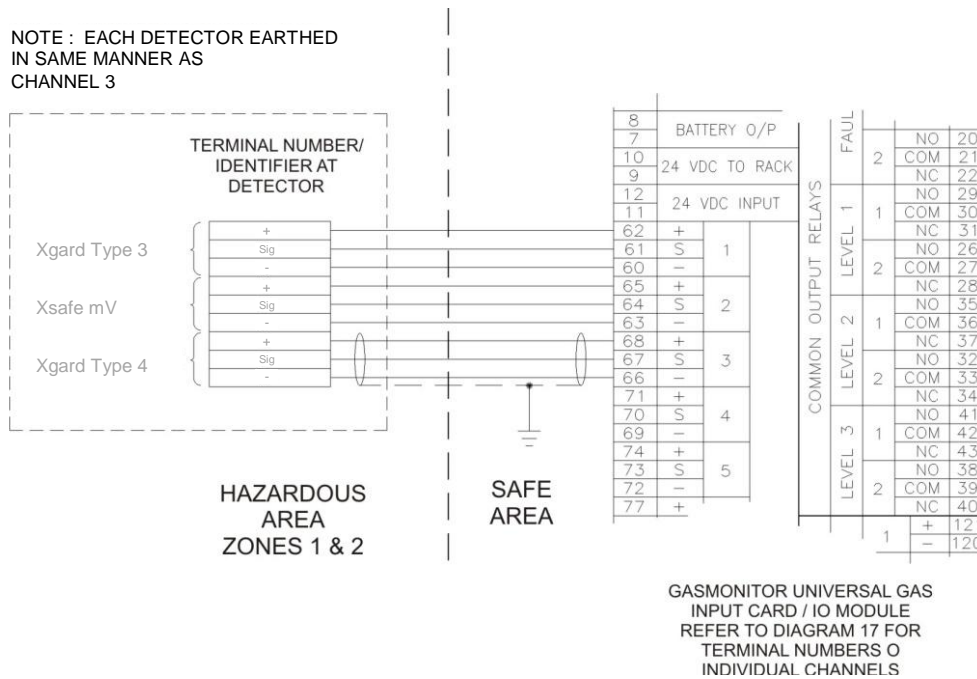 NOTE : EACH DETECTOR EARTHED
IN SAME MANNER AS
CHANNEL 3
TERMINAL NUMBER/
IDENTIFIER AT
DETECTOR
Xgard Type 3
+
Sig
-
Xsafe mV
+
Sig
-
Xgard Type 4
+
Sig
-
HAZARDOUS
AREA
ZONES 1 & 2
SAFE
AREA
8
7
BATTERY O/P
10
9
24 VDC TO RACK
12
11
24 VDC INPUT
62 +
61 S 1
60 -
65 +
64 S 2
63 -
68 +
67 S 3
66 -
71 +
70 S 4
69 -
74 +
73 S 5
72 -
77 +
COMMON OUTPUT RELAYS
FAUL
2
NO 20
COM 21
NC 22
LEVEL 1
1
NO 29
COM 30
NC 31
2
NO 26
COM 27
NC 28
LEVEL 2
1
NO 35
COM 36
NC 37
2
NO 32
COM 33
NC 34
LEVEL 3
1
NO 41
COM 42
NC 43
2
NO 38
COM 39
NC 40
1
+ 12
- 120
GASMONITOR UNIVERSAL GAS
INPUT CARD / IO MODULE
REFER TO DIAGRAM 17 FOR
TERMINAL NUMBERS O
INDIVIDUAL CHANNELS